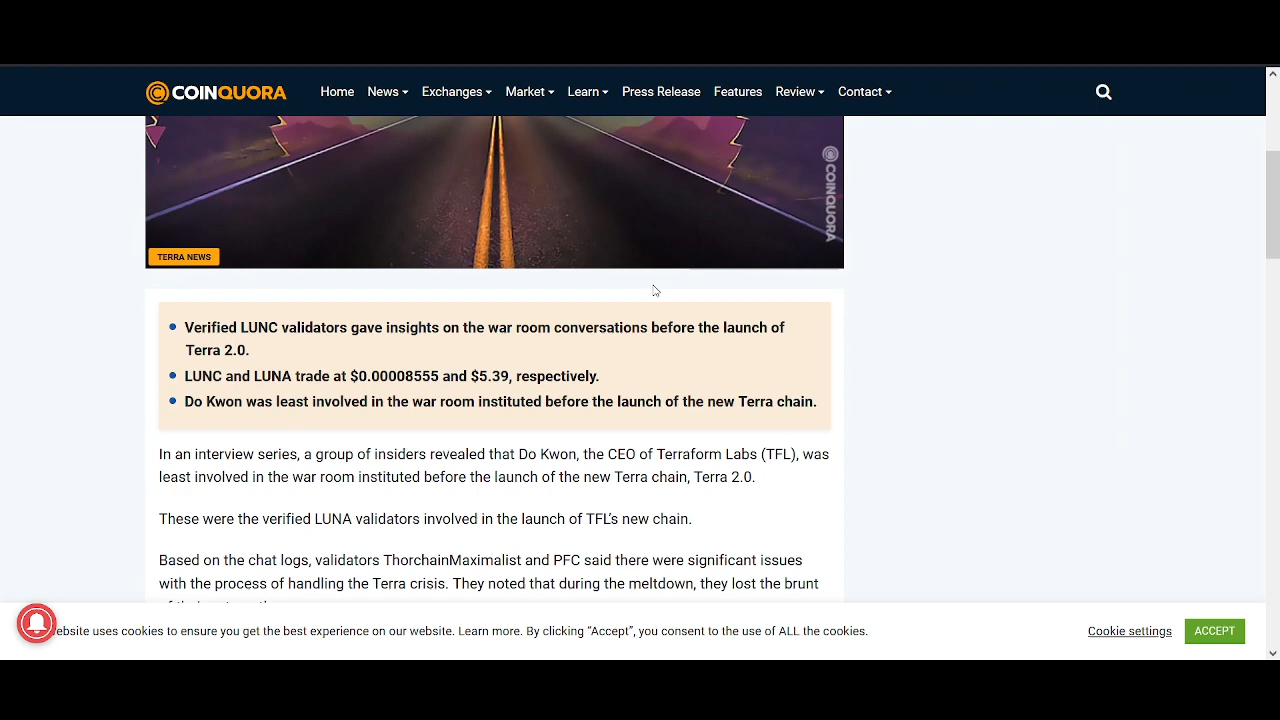 COINQUORA
Home News Exchanges Market Learn Press Release Features Review Contact
COINQUORA
TERRA NEWS
Verified LUNC validators gave insights on the war room conversations before the launch of
Terra 2.0.
LUNC and LUNA trade at $0.00008555 and $5.39, respectively.
Do Kwon was least involved in the war room instituted before the launch of the new Terra chain.
In an interview series, a group of insiders revealed that Do Kwon, the CEO of Terraform Labs (TFL), was
least involved in the war room instituted before the launch of the new Terra chain, Terra 2.0.
These were the verified LUNA validators involved in the launch of TFL's new chain.
Based on the chat logs, validators ThorchainMaximalist and PFC said there were significant issues
with the process of handling the Terra crisis. They noted that during the meltdown, they lost the brunt
ebsite uses cookies to ensure you get the best experience on our website. Learn more. By clicking “Accept”, you consent to the use of ALL the cookies.
Cookie settings
ACCEPT